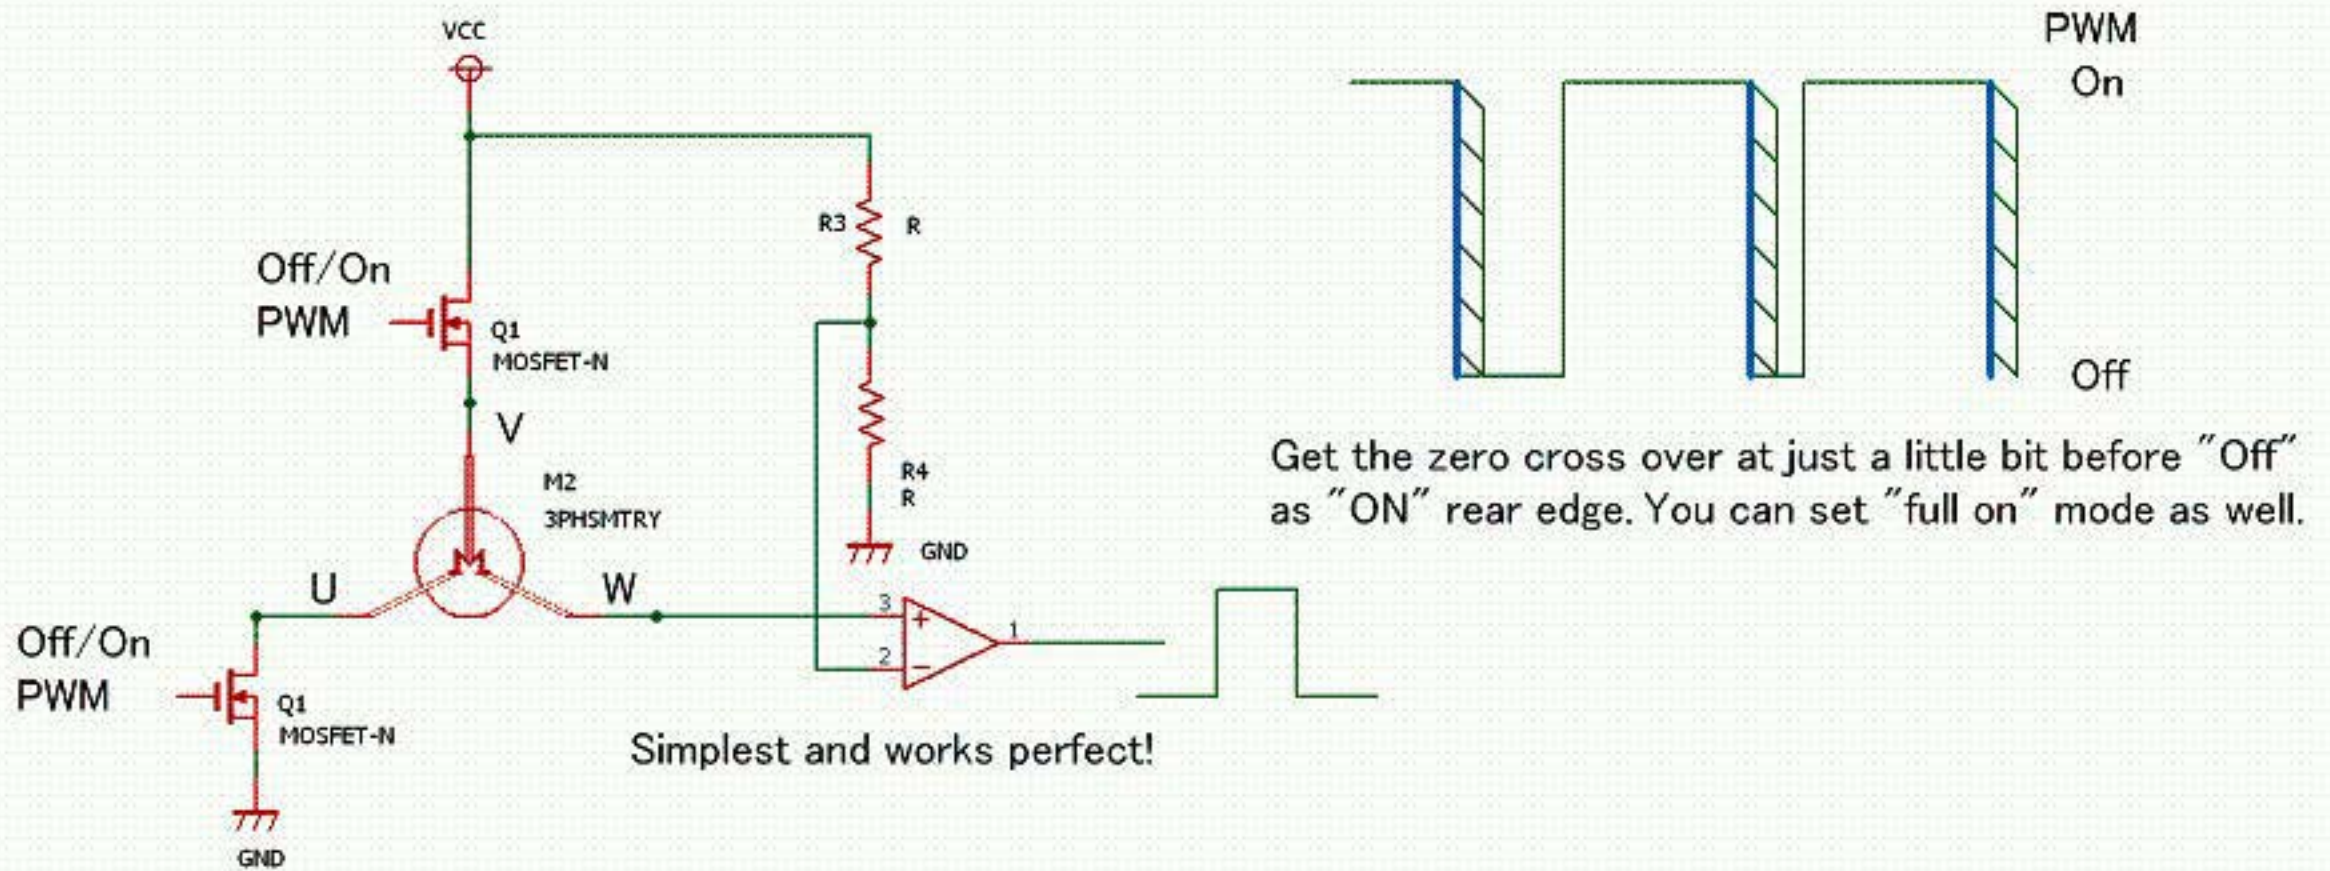 VCC
PWM
On
R3 R
Off/On
PWM
Q1
MOSFET-N
Off
V
Get the zero cross over at just a little bit before "Off"
as "ON" rear edge. You can set "full on" mode as well.
R4
R
M2
3PHSMTRY
GND
M
U
W
3
+
1
2
−
Off/On
PWM
Q1
MOSFET-N
Simplest and works perfect!
GND